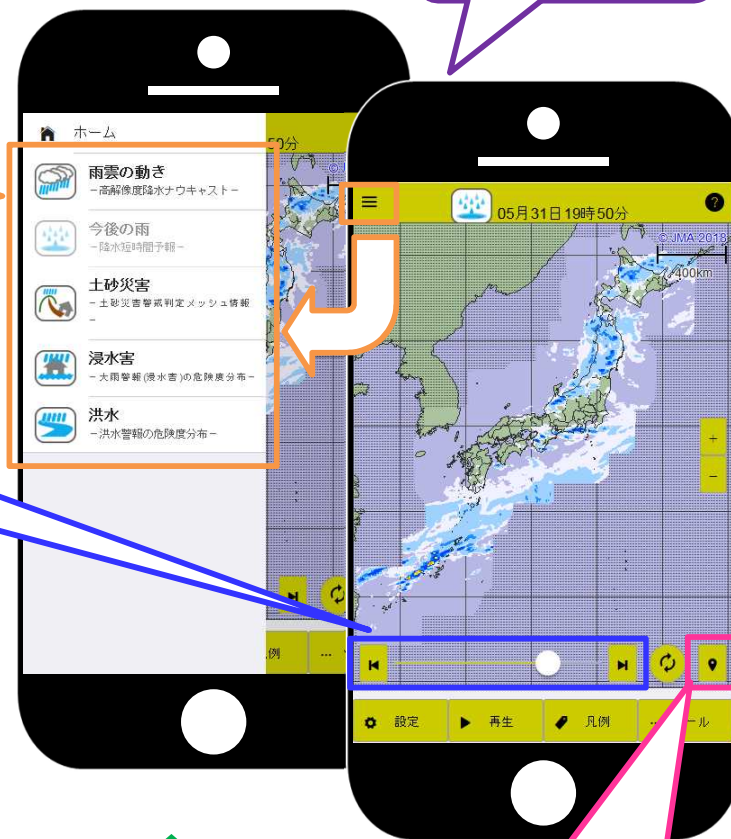 ホーム
雨雲の動き
－高解像度降水ナウキャスト－
今後の雨
－降水短時間予報－
土砂災害
－土砂災害警戒判定メッシュ情報
－
浸水害
－大雨警報(浸水害)の危険度分布－
洪水
－洪水警報の危険度分布－
50分
例
...
05月31日19時50分
?
© JMA 2018
400km
+
−
設定
再生
凡例
ール